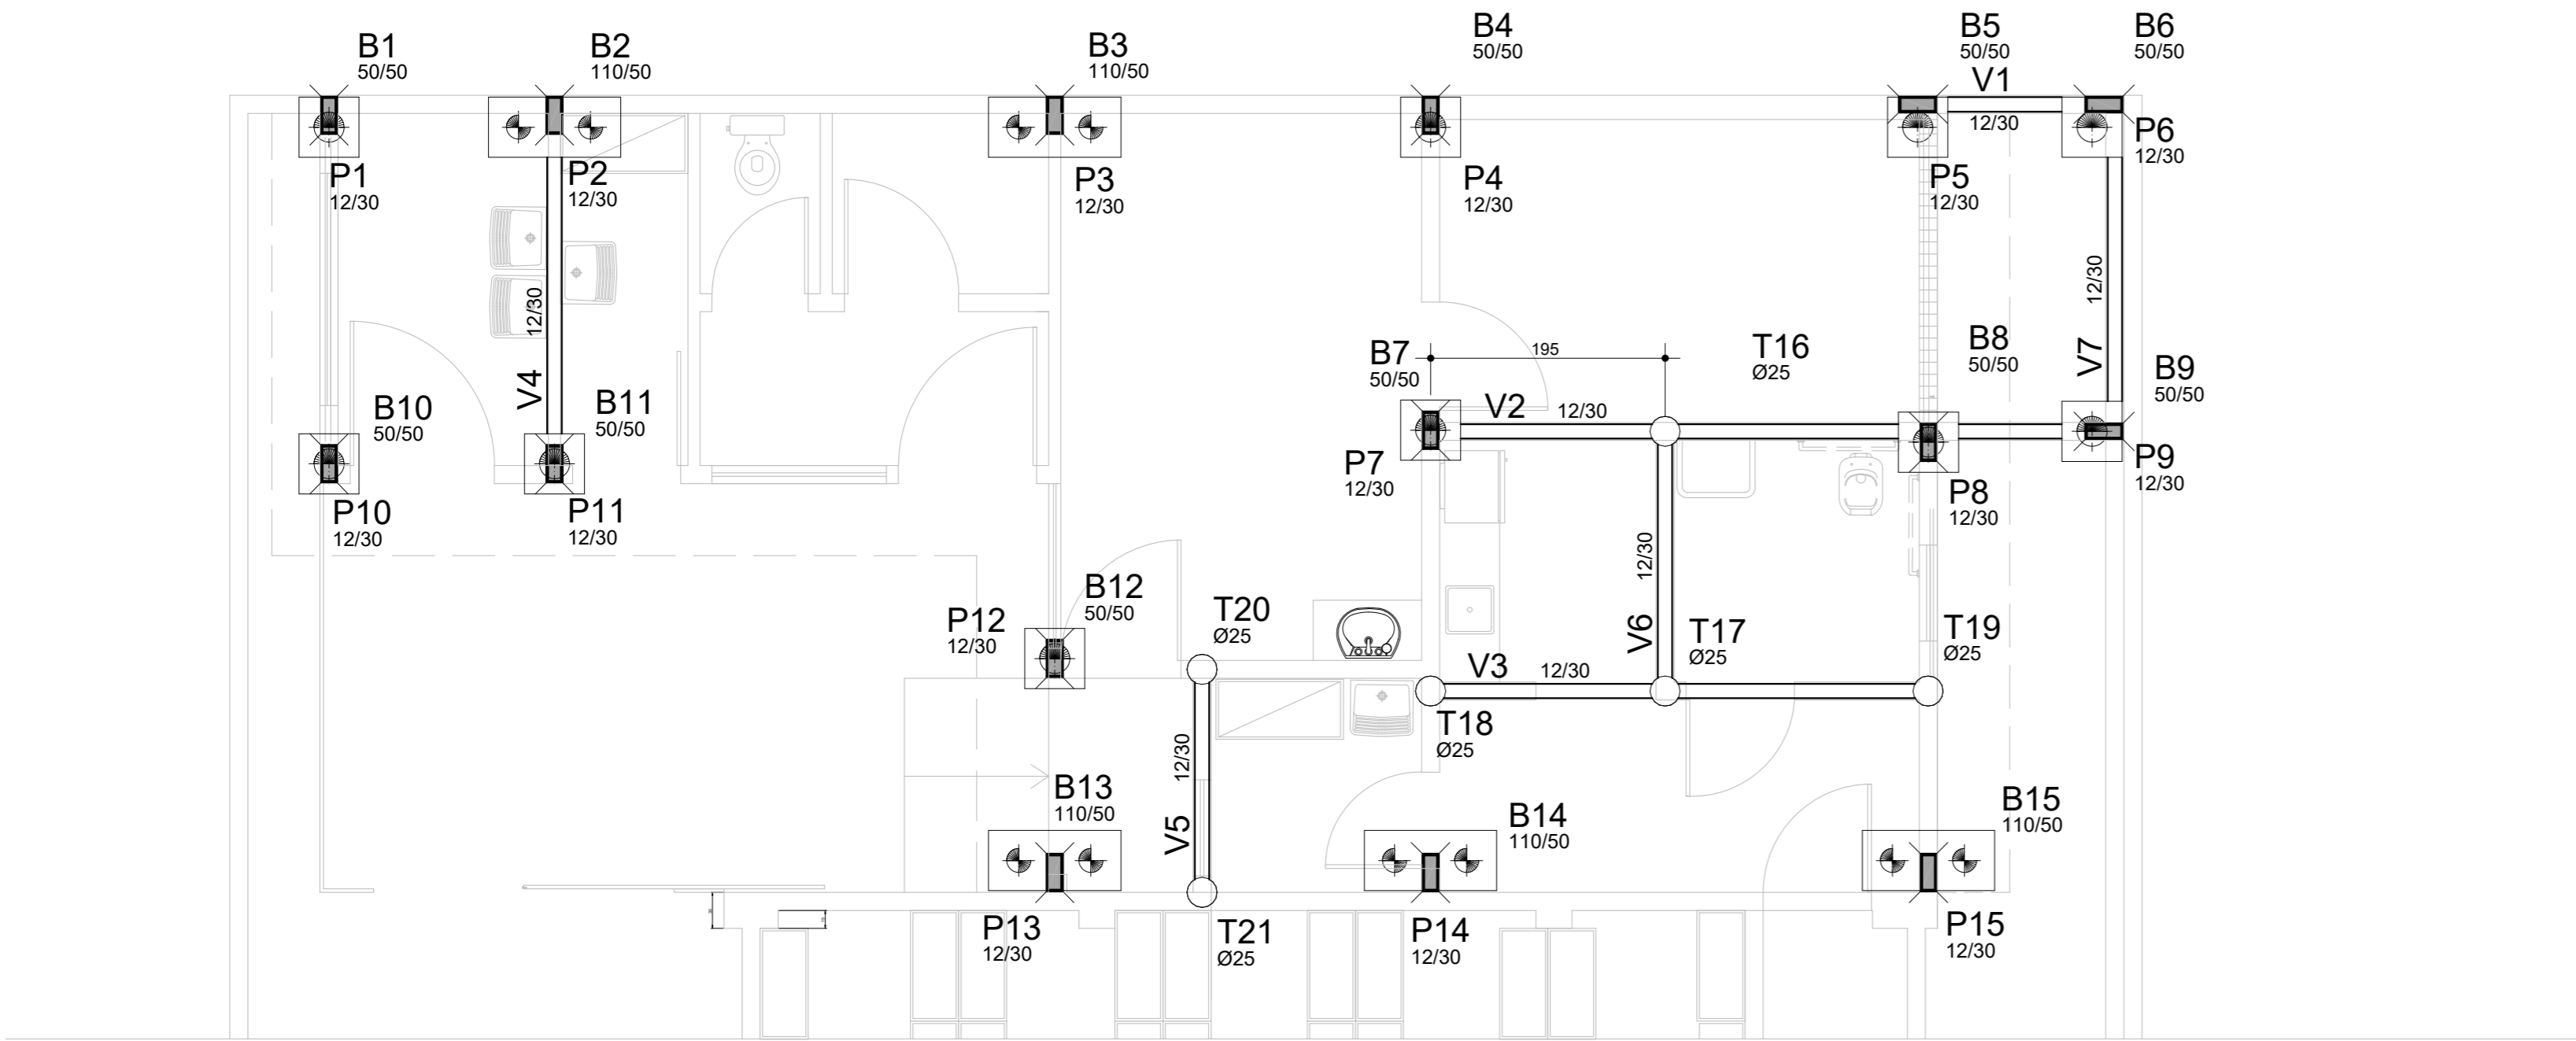 B1
50/50
B2
110/50
B3
110/50
B4
50/50
B5
50/50
B6
50/50
V1
12/30
P1
12/30
P2
12/30
P3
12/30
P4
12/30
P5
12/30
P6
12/30
12/30
V4
12/30
V7
B7
50/50
195
T16
Ø25
B8
50/50
B9
50/50
B10
50/50
B11
50/50
V2
12/30
P7
12/30
P8
12/30
P9
12/30
P10
12/30
P11
12/30
12/30
V6
P12
12/30
B12
50/50
T20
Ø25
V3
12/30
T17
Ø25
T19
Ø25
T18
Ø25
12/30
V5
B13
110/50
B14
110/50
B15
110/50
P13
12/30
T21
Ø25
P14
12/30
P15
12/30